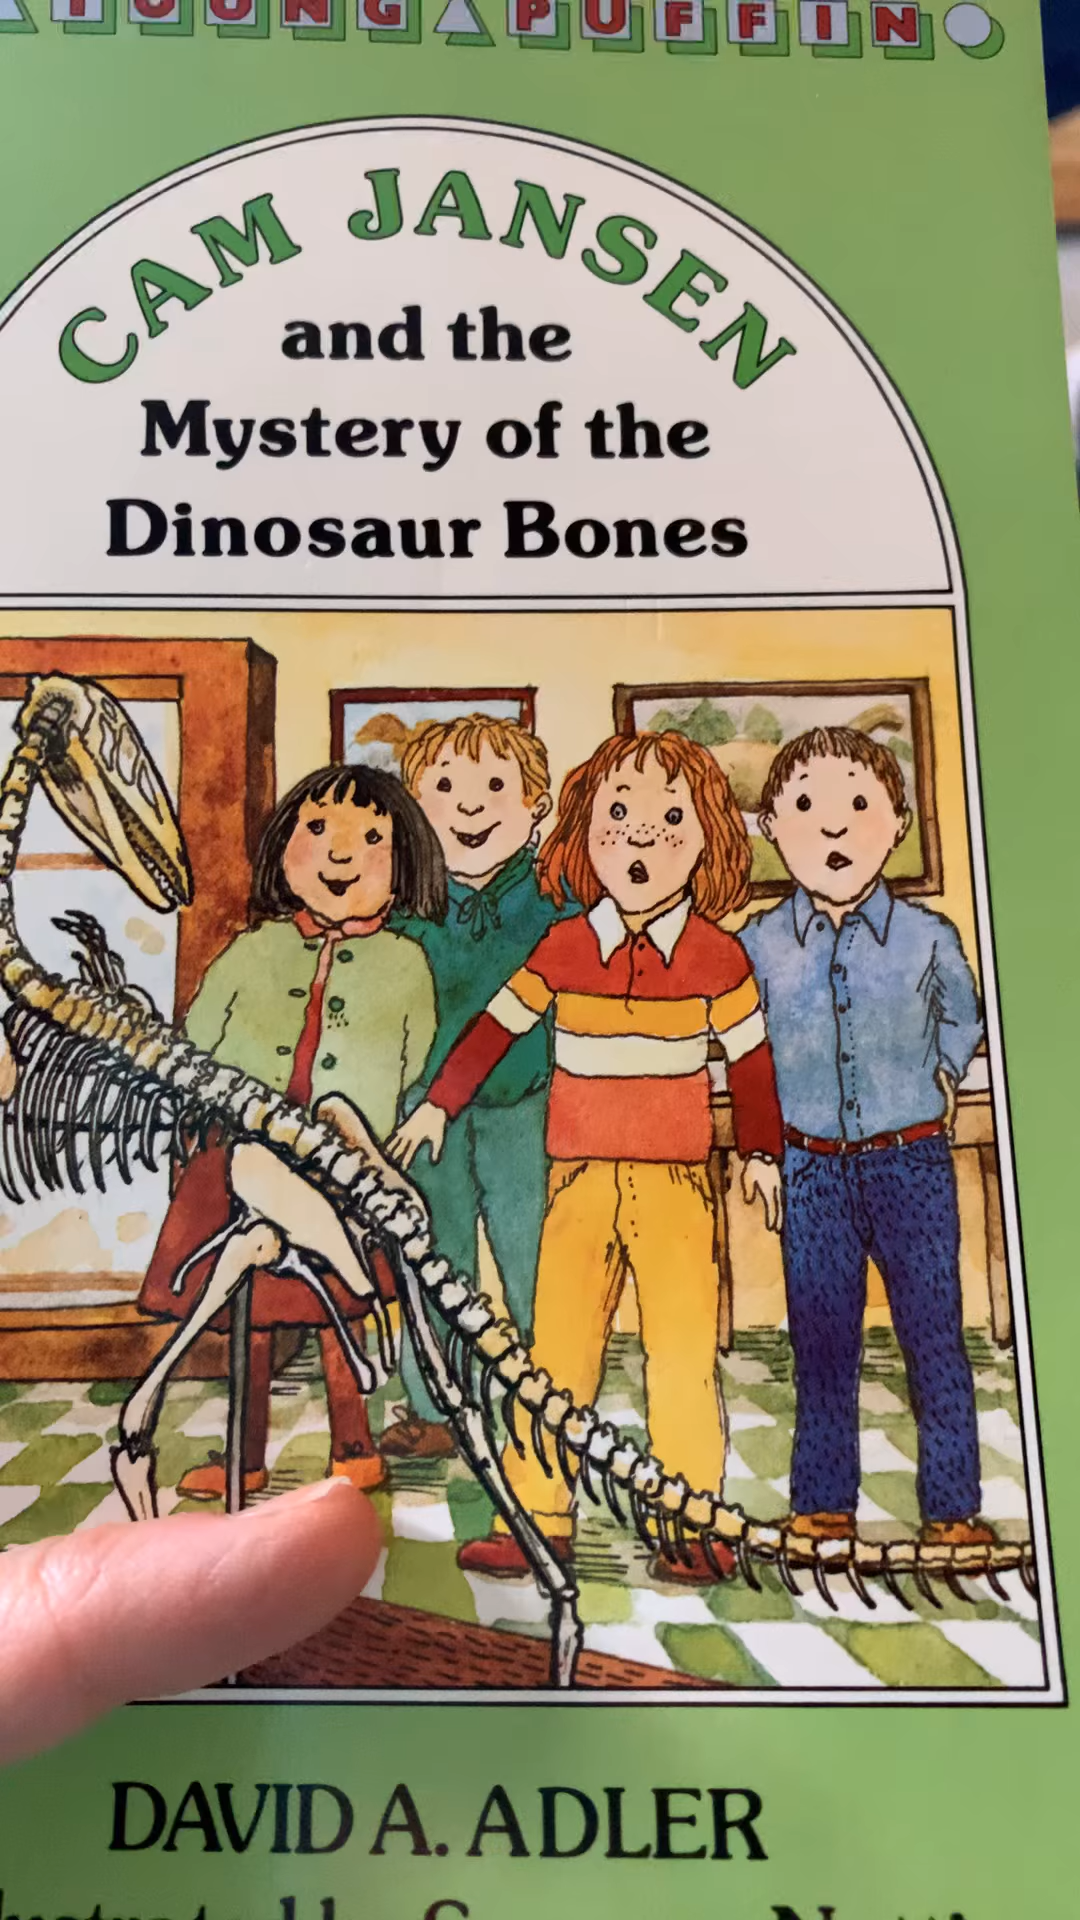 YOUNG PUFFIN
CAM JANSEN
and the
Mystery of the
Dinosaur Bones
DAVID A. ADLER